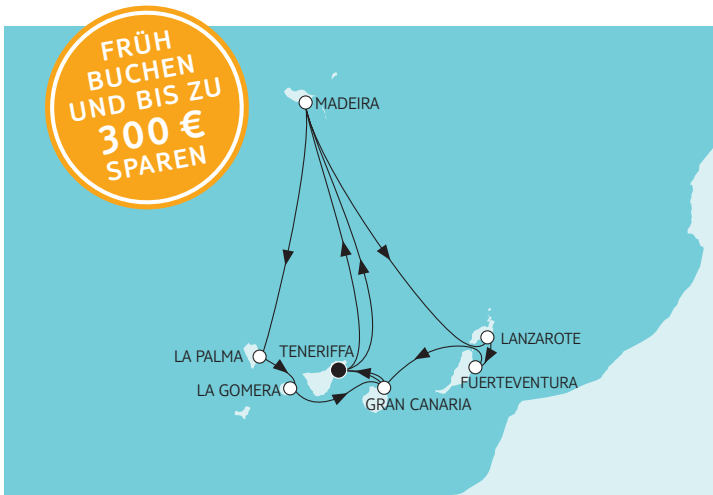 FRÜH
BUCHEN
UND BIS ZU
300 €
SPAREN
MADEIRA
LANZAROTE
LA PALMA
TENERIFFA
FUERTEVENTURA
LA GOMERA
GRAN CANARIA